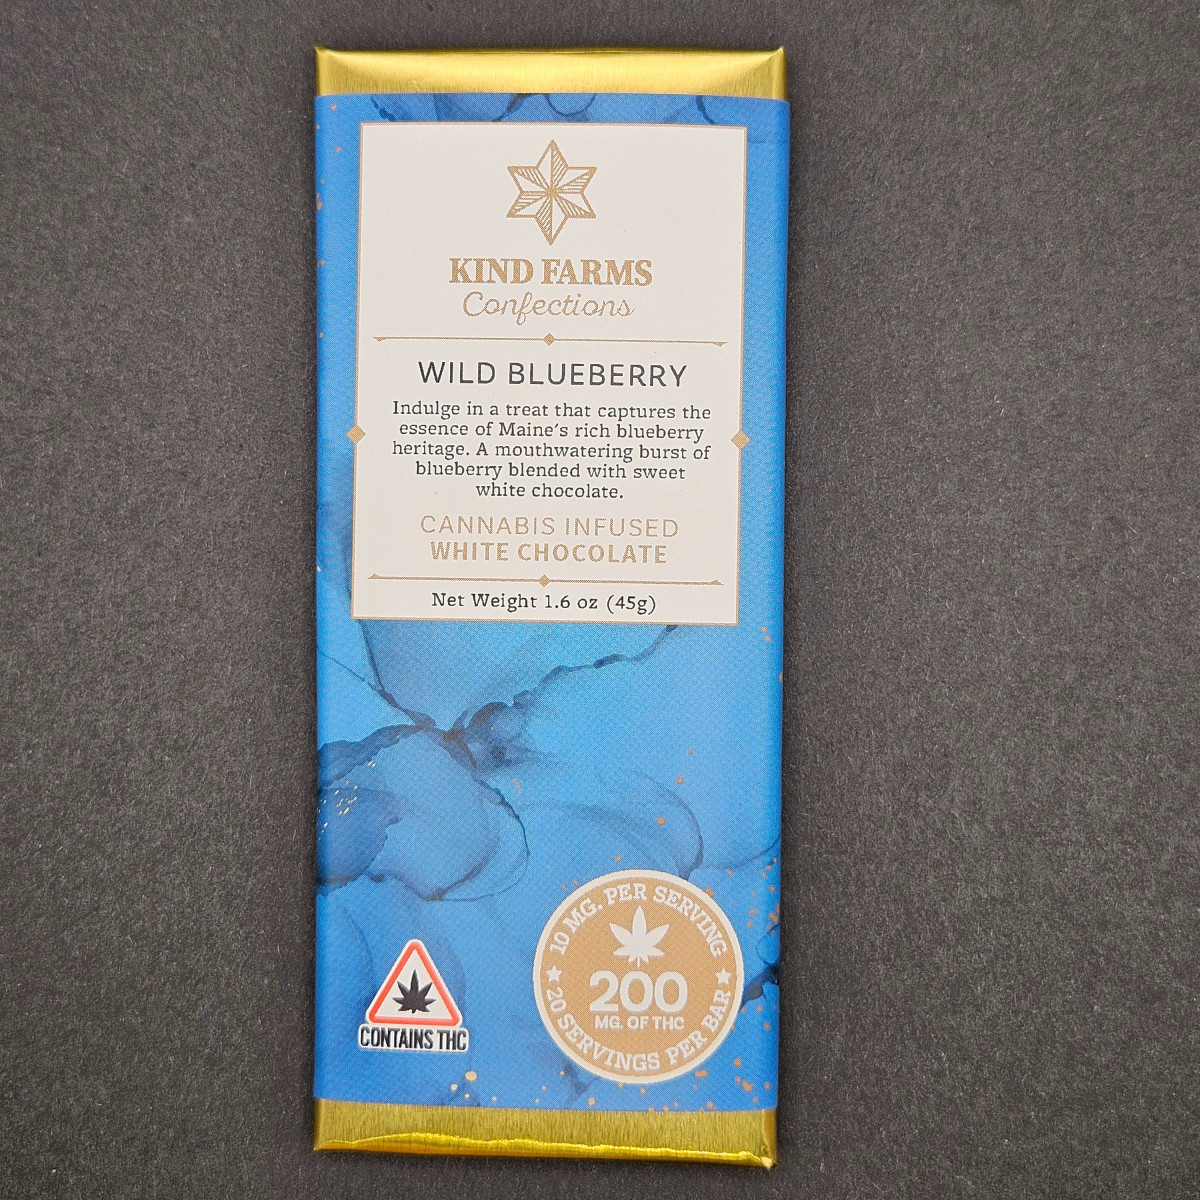 KIND FARMS
Confections
WILD BLUEBERRY
Indulge in a treat that captures the
essence of Maine's rich blueberry
heritage. A mouthwatering burst of
blueberry blended with sweet
white chocolate.
CANNABIS INFUSED
WHITE CHOCOLATE
Net Weight 1.6 oz (45g)
CONTAINS THC
10 MG. PER SERVING
200
MG. OF THC
20 SERVINGS PER BAR